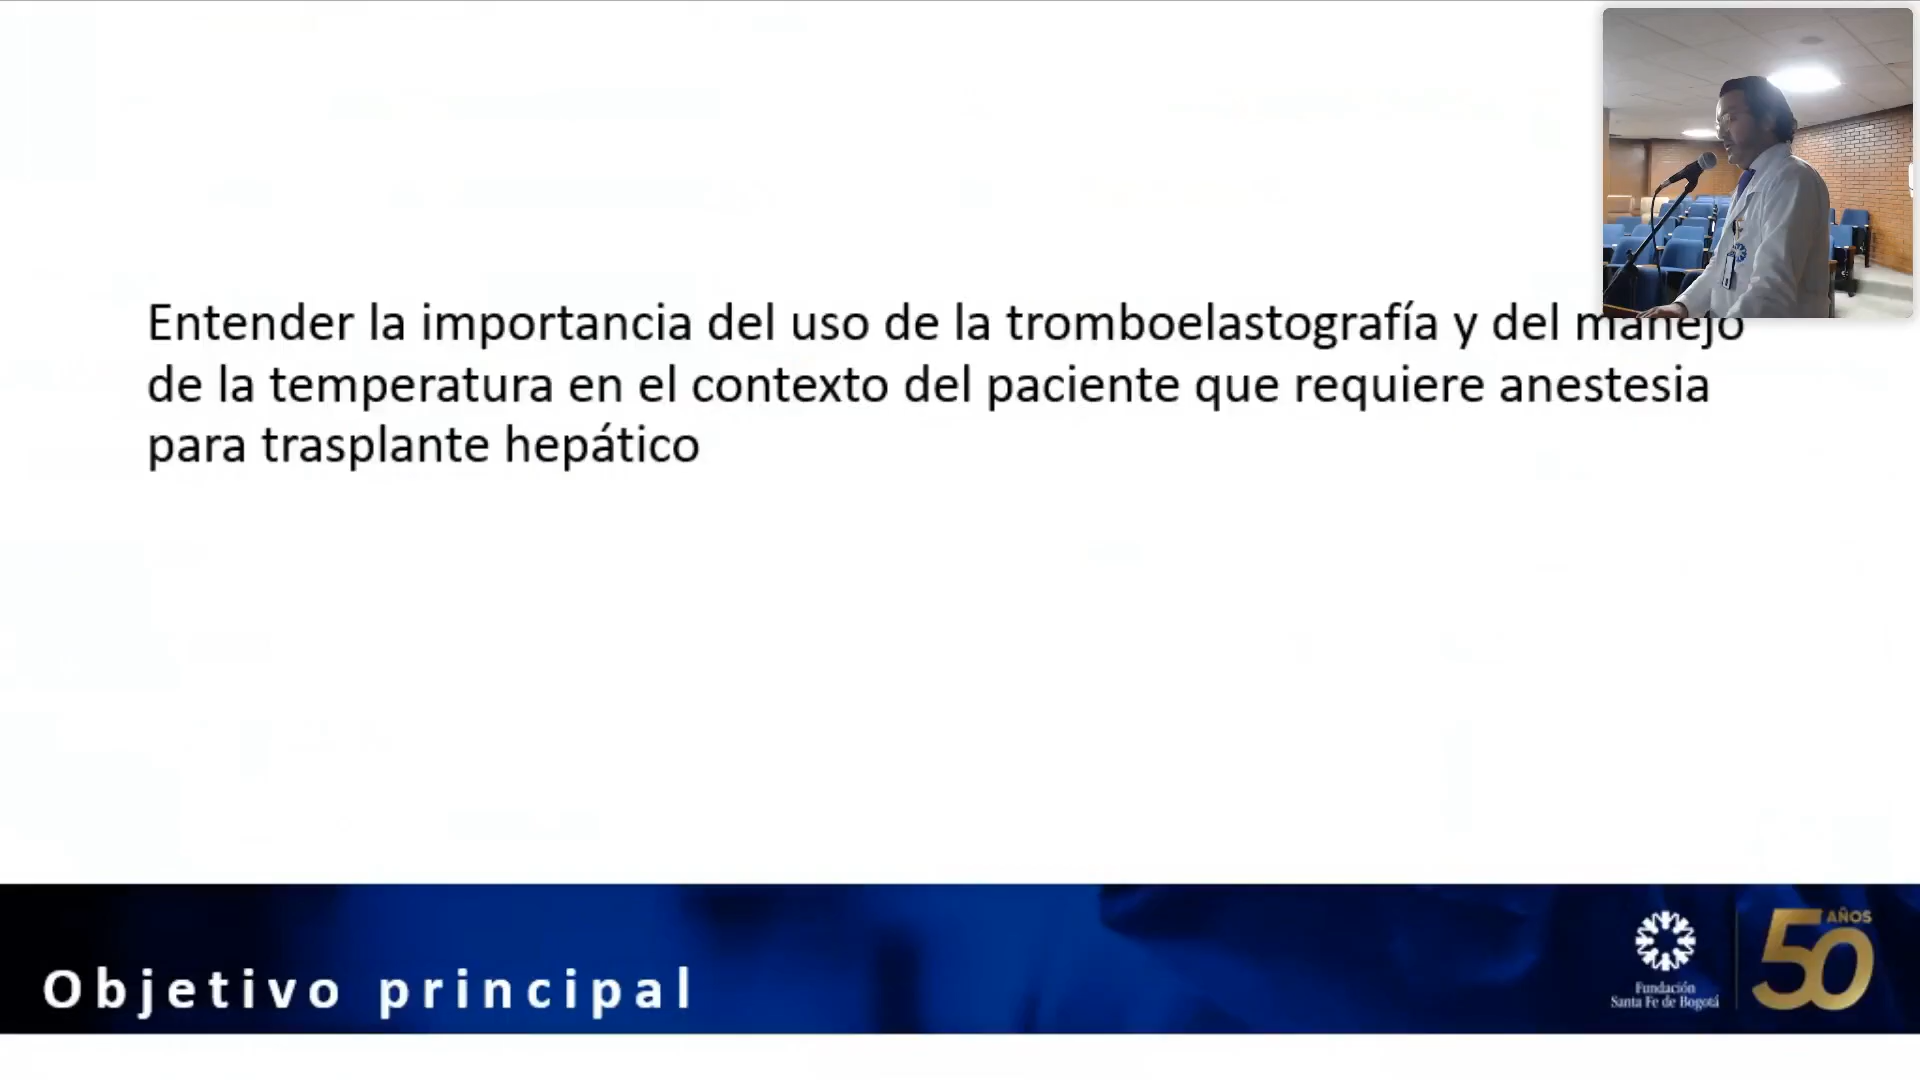 Entender la importancia del uso de la tromboelastografía y del manejo
de la temperatura en el contexto del paciente que requiere anestesia
para trasplante hepático
Objetivo principal
Fundación
Santa Fe de Bogotá
50 AÑOS